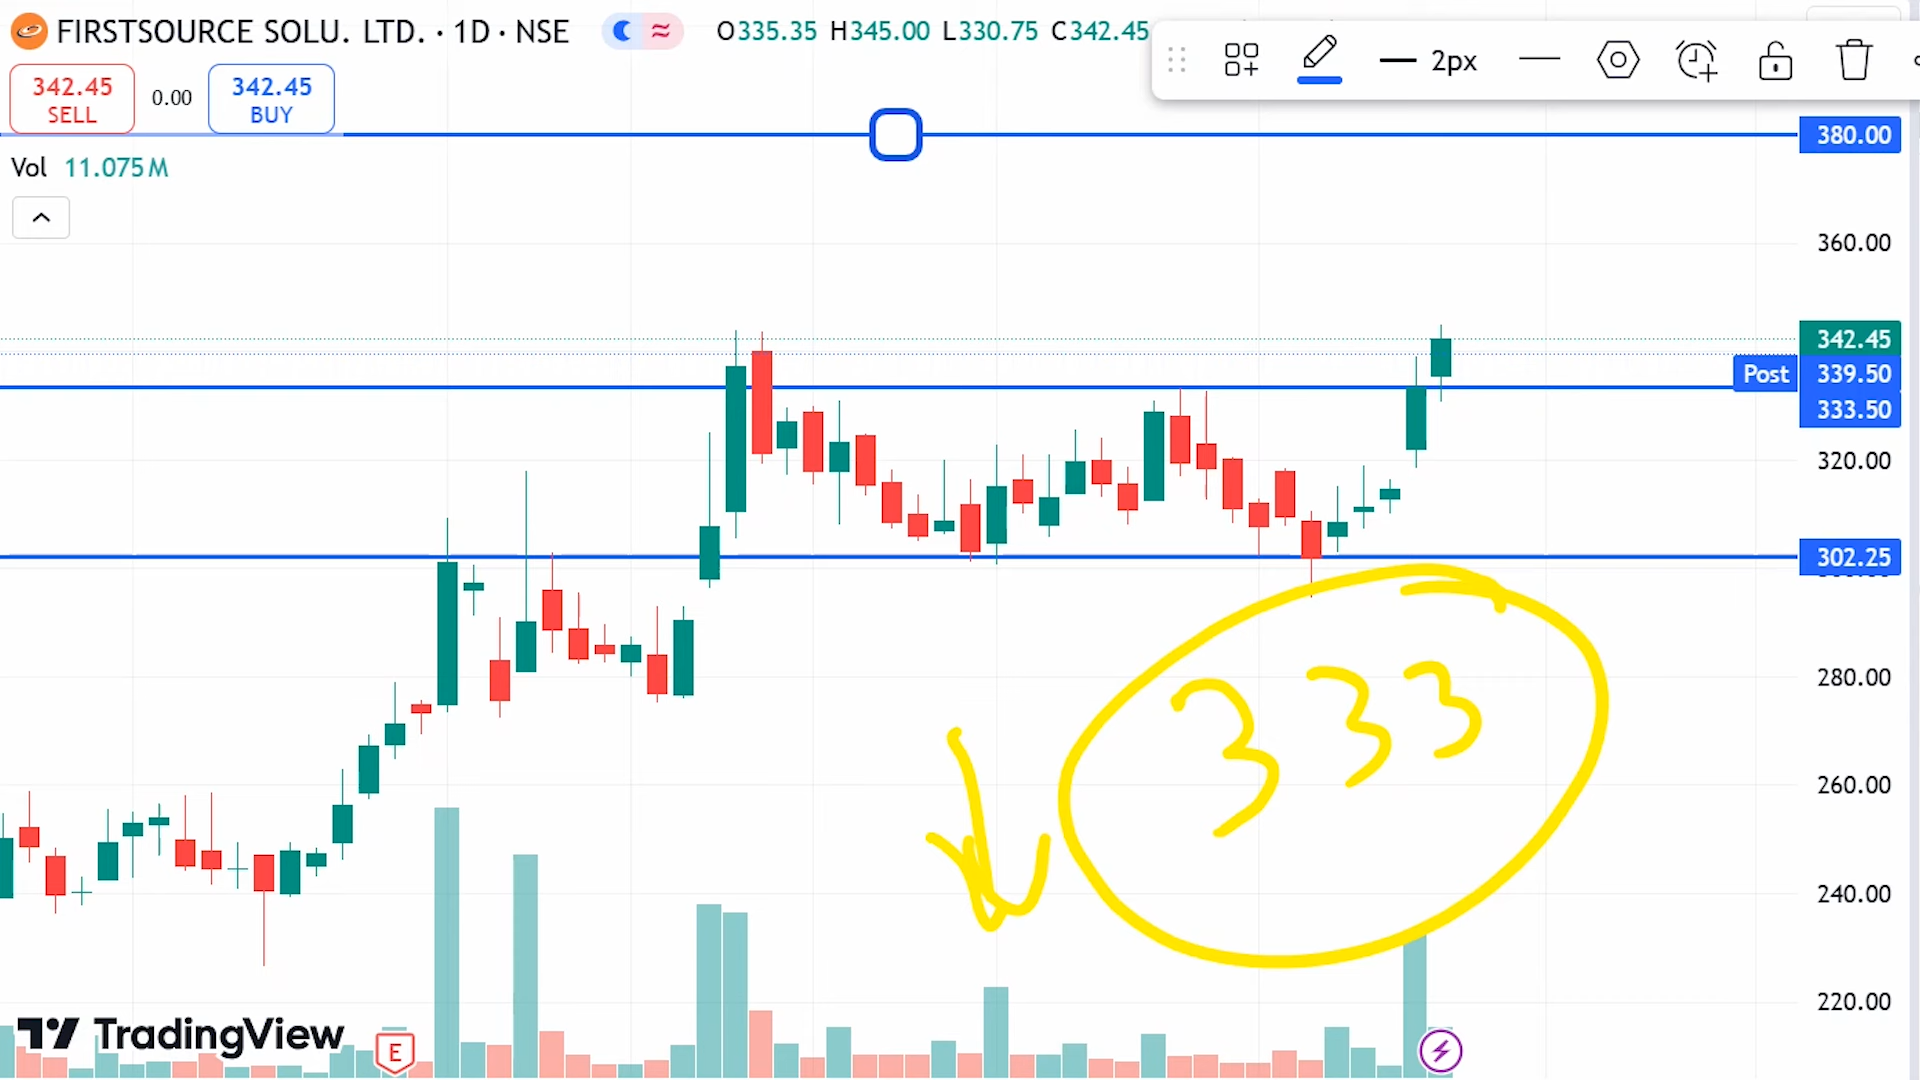 FIRSTSOURCE SOLU. LTD. · 1D · NSE
O335.35 H345.00 L330.75 C342.45
2px
342.45
SELL
0.00
342.45
BUY
380.00
Vol 11.075M
360.00
342.45
Post 339.50
333.50
320.00
302.25
333
280.00
260.00
240.00
220.00
TradingView
E